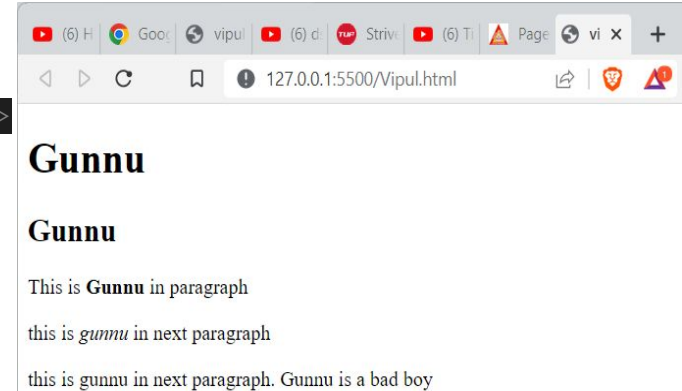 (6) H Goog vipul (6) d Strive (6) Ti Page vi
127.0.0.1:5500/Vipul.html
Gunnu
Gunnu
This is Gunnu in paragraph
this is gunnu in next paragraph
this is gunnu in next paragraph. Gunnu is a bad boy